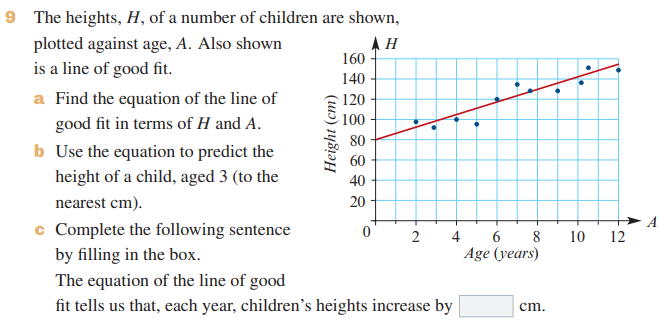 9 The heights, H, of a number of children are shown,
plotted against age, A. Also shown
is a line of good fit.
a Find the equation of the line of
good fit in terms of H and A.
b Use the equation to predict the
height of a child, aged 3 (to the
nearest cm).
c Complete the following sentence
by filling in the box.
The equation of the line of good
fit tells us that, each year, children's heights increase by cm.
H
160
140
120
100
80
60
40
20
0
Height (cm)
2 4 6 8 10 12
A
Age (years)